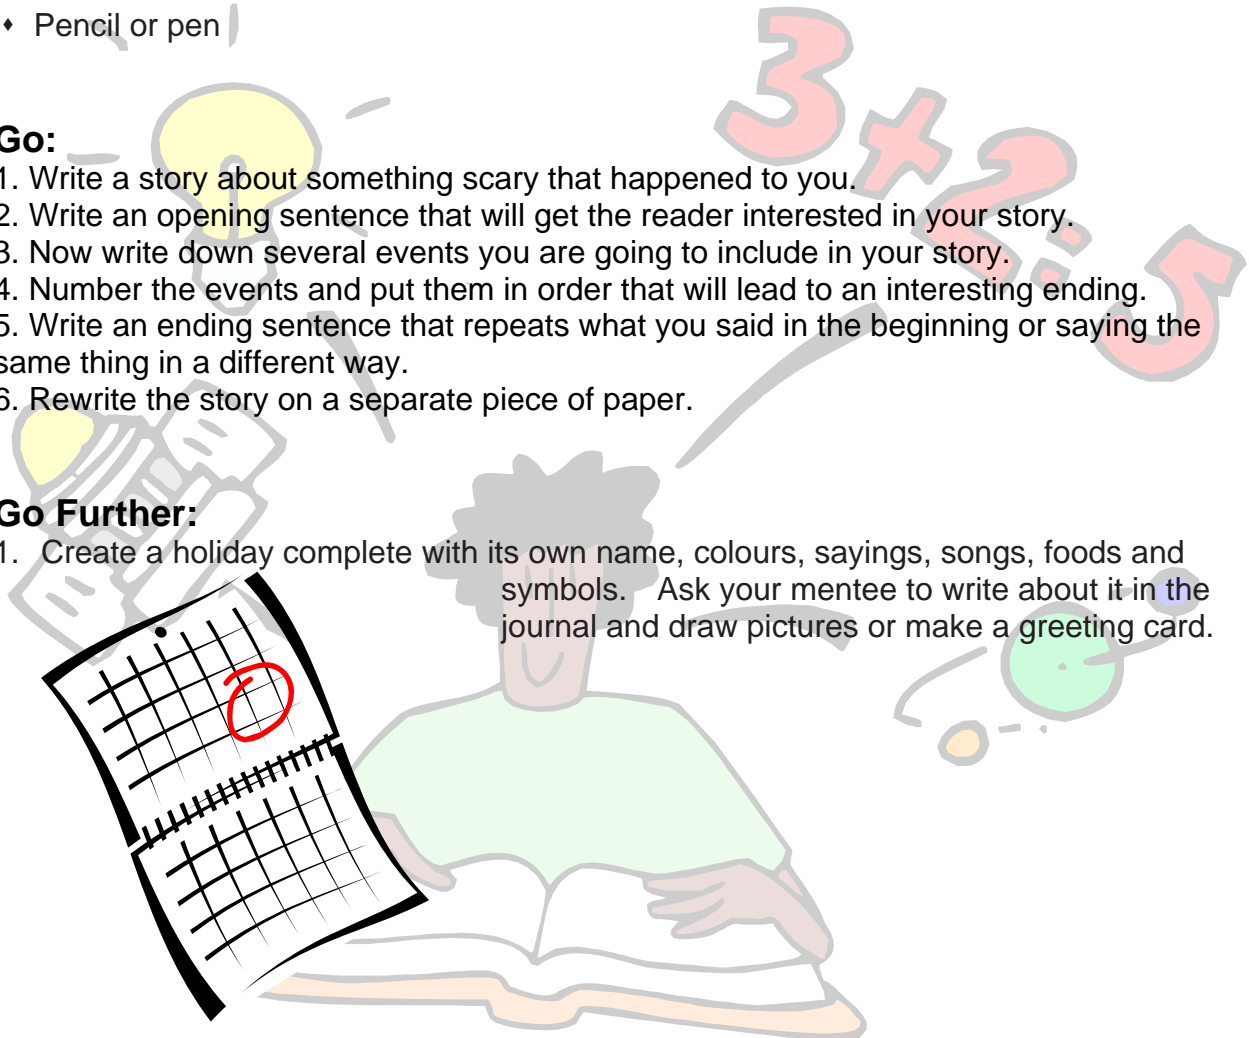 ♦ Pencil or pen
Go:
1. Write a story about something scary that happened to you.
2. Write an opening sentence that will get the reader interested in your story.
3. Now write down several events you are going to include in your story.
4. Number the events and put them in order that will lead to an interesting ending.
5. Write an ending sentence that repeats what you said in the beginning or saying the
same thing in a different way.
6. Rewrite the story on a separate piece of paper.
Go Further:
1. Create a holiday complete with its own name, colours, sayings, songs, foods and
symbols. Ask your mentee to write about it in the
journal and draw pictures or make a greeting card.
3+2=5